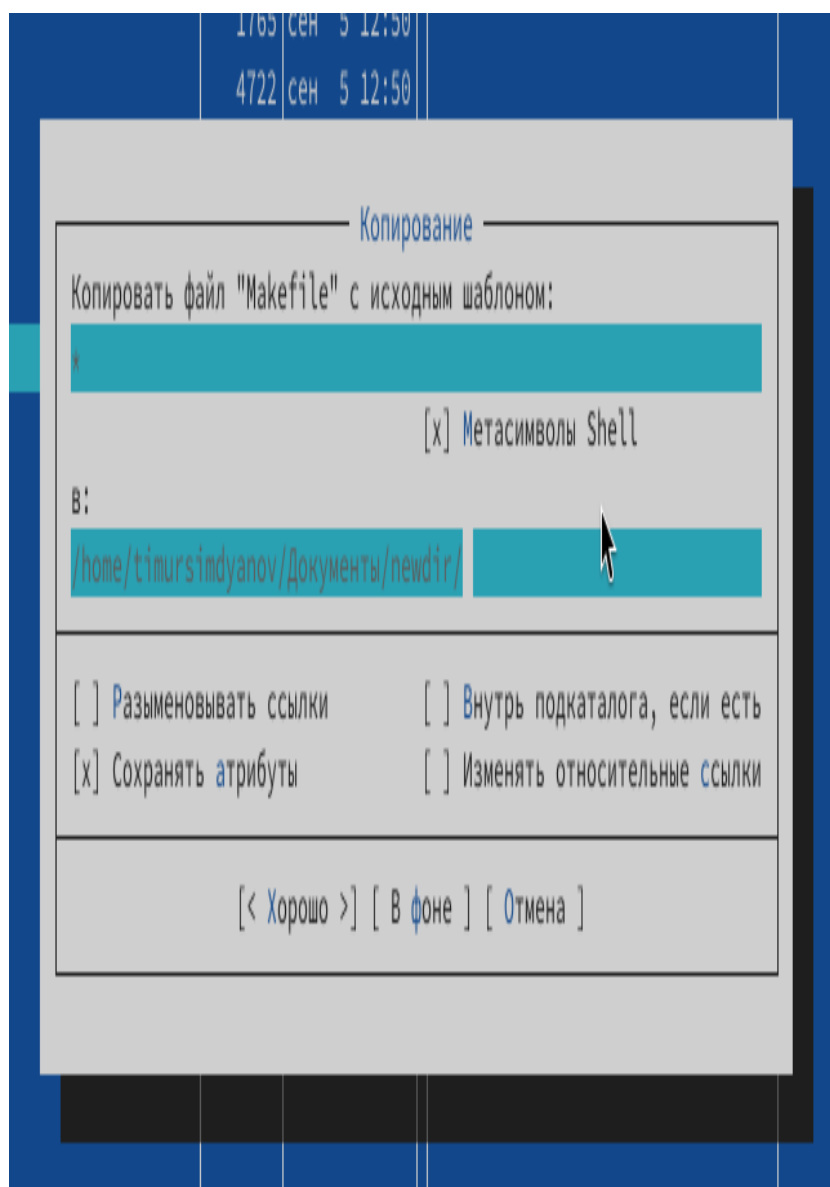 1765 сен 5 12:50
4722 сен 5 12:50
Копирование
Копировать файл "Makefile" с исходным шаблоном:
*
[x] Метасимволы Shell
в:
/home/timursimdyanov/Документы/newdir/
[ ] Разыменовывать ссылки [ ] Внутрь подкаталога, если есть
[x] Сохранять атрибуты [ ] Изменять относительные ссылки
[< Хорошо >] [ В фоне ] [ Отмена ]